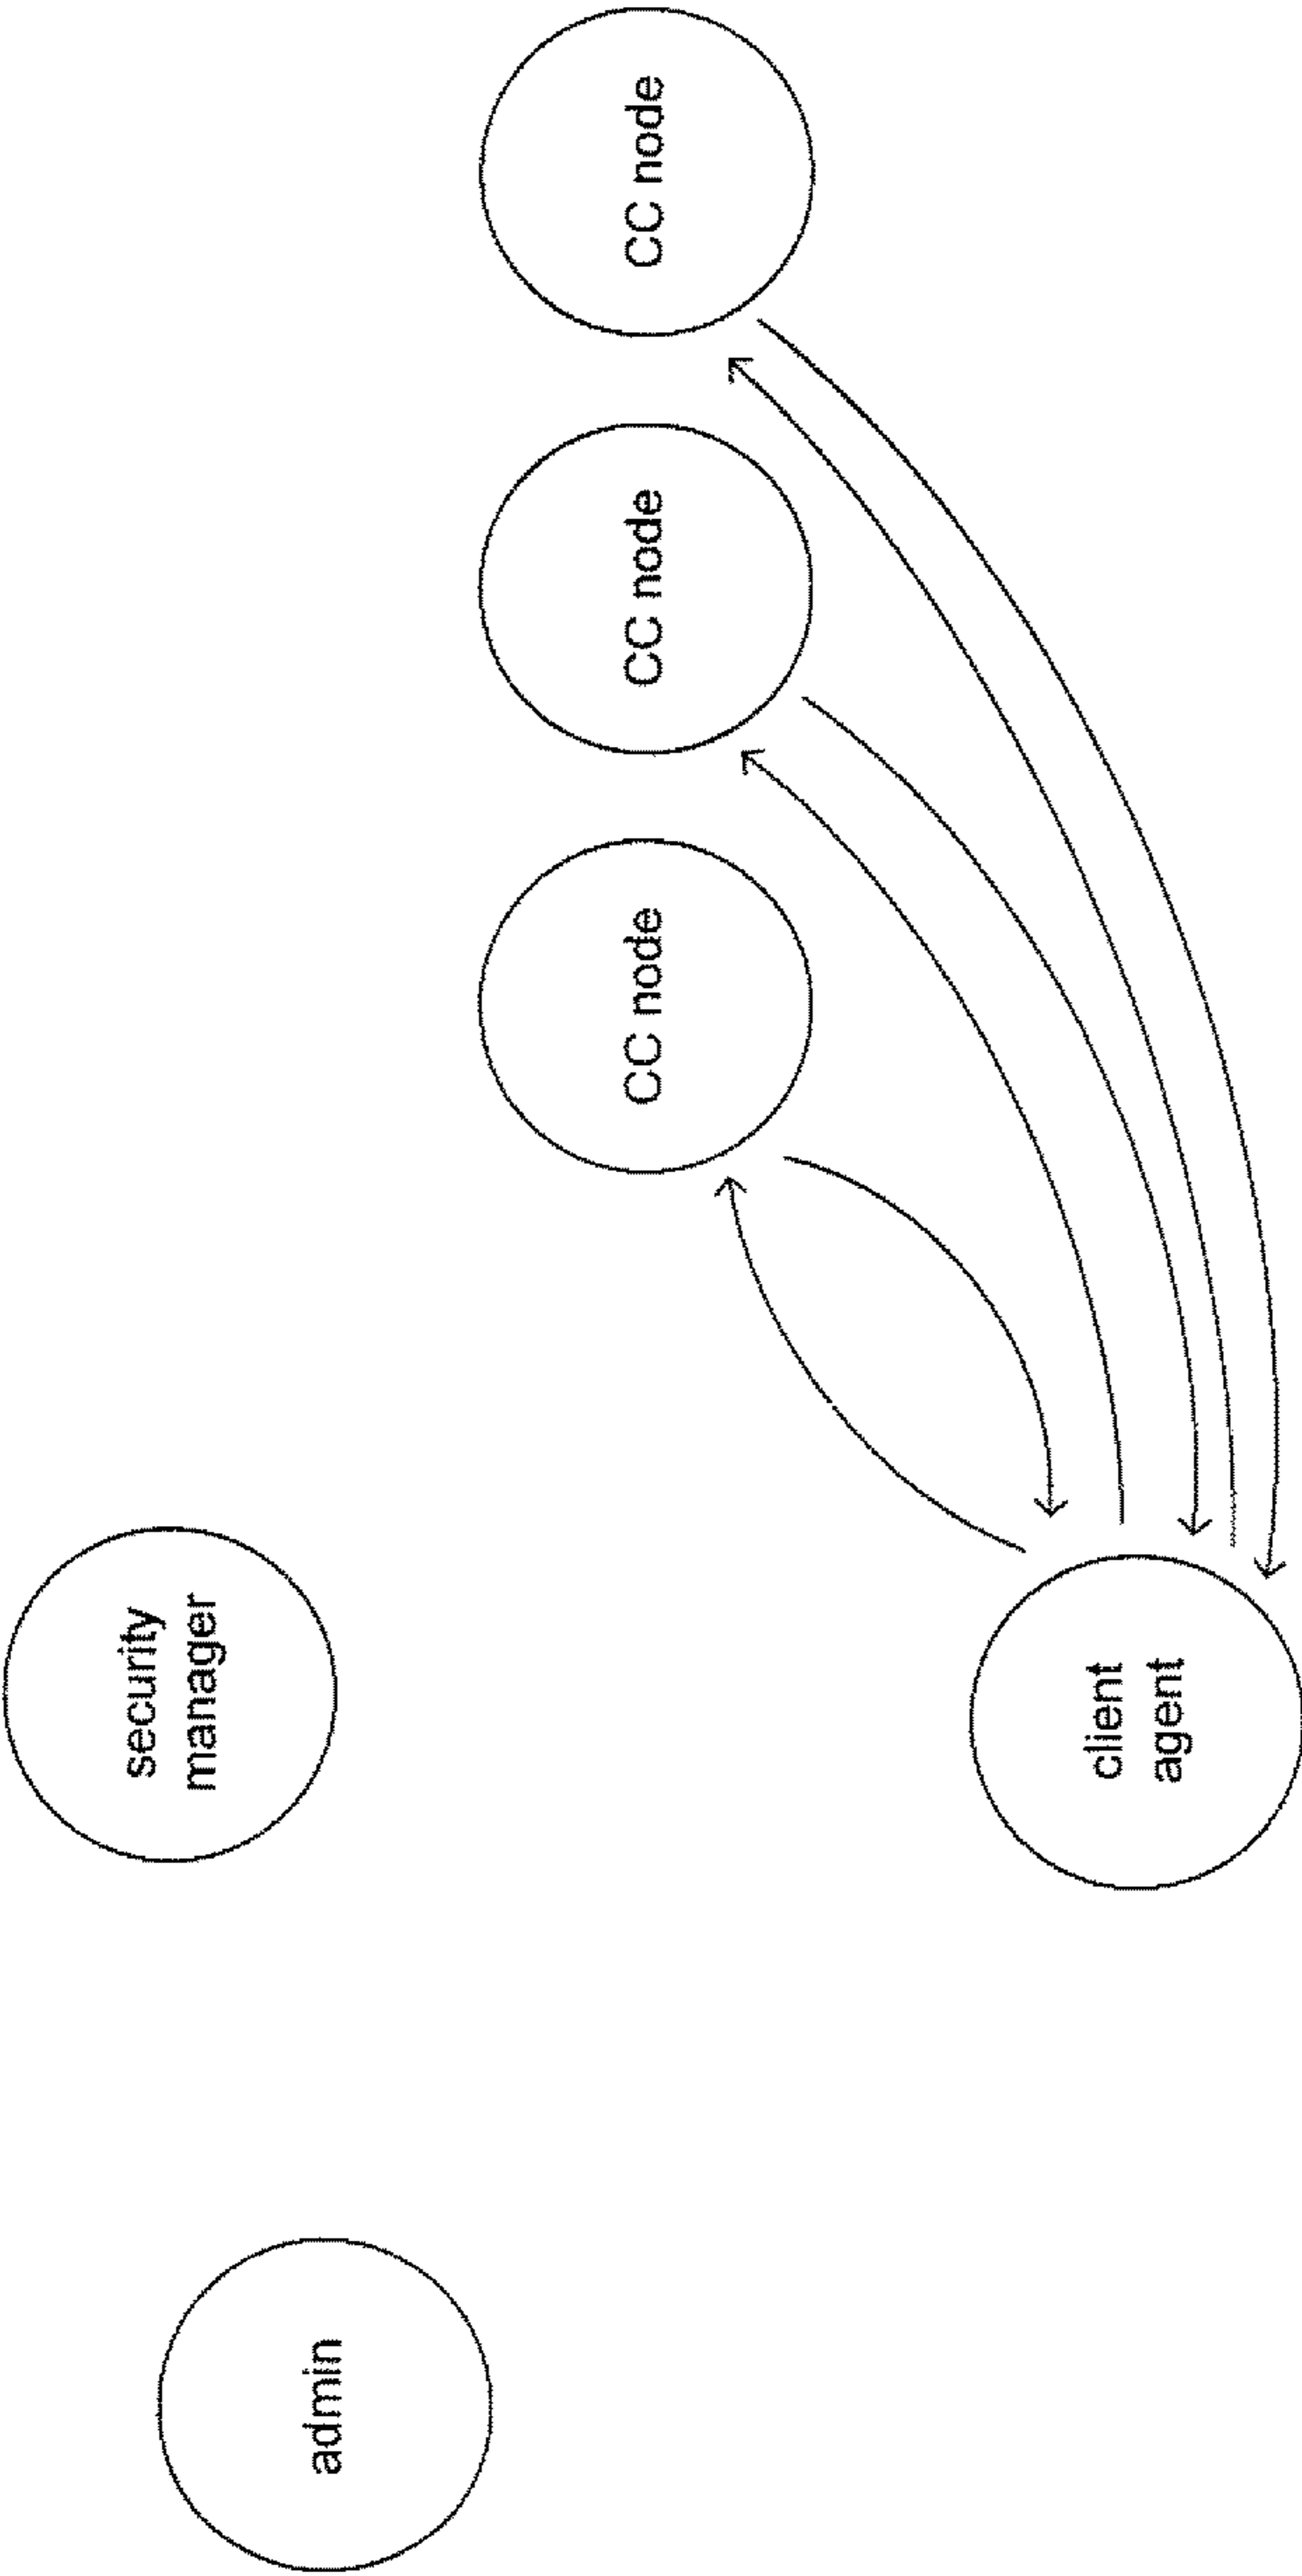 security
manager
admin
CC node
CC node
CC node
client
agent